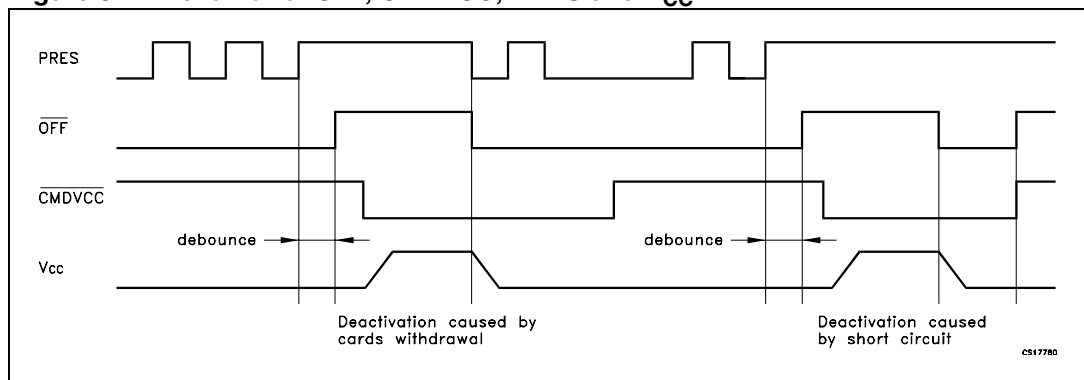 PRES
OFF
CMDVCC
debounce
debounce
Vcc
Deactivation caused by
cards withdrawal
Deactivation caused
by short circuit
CS17780